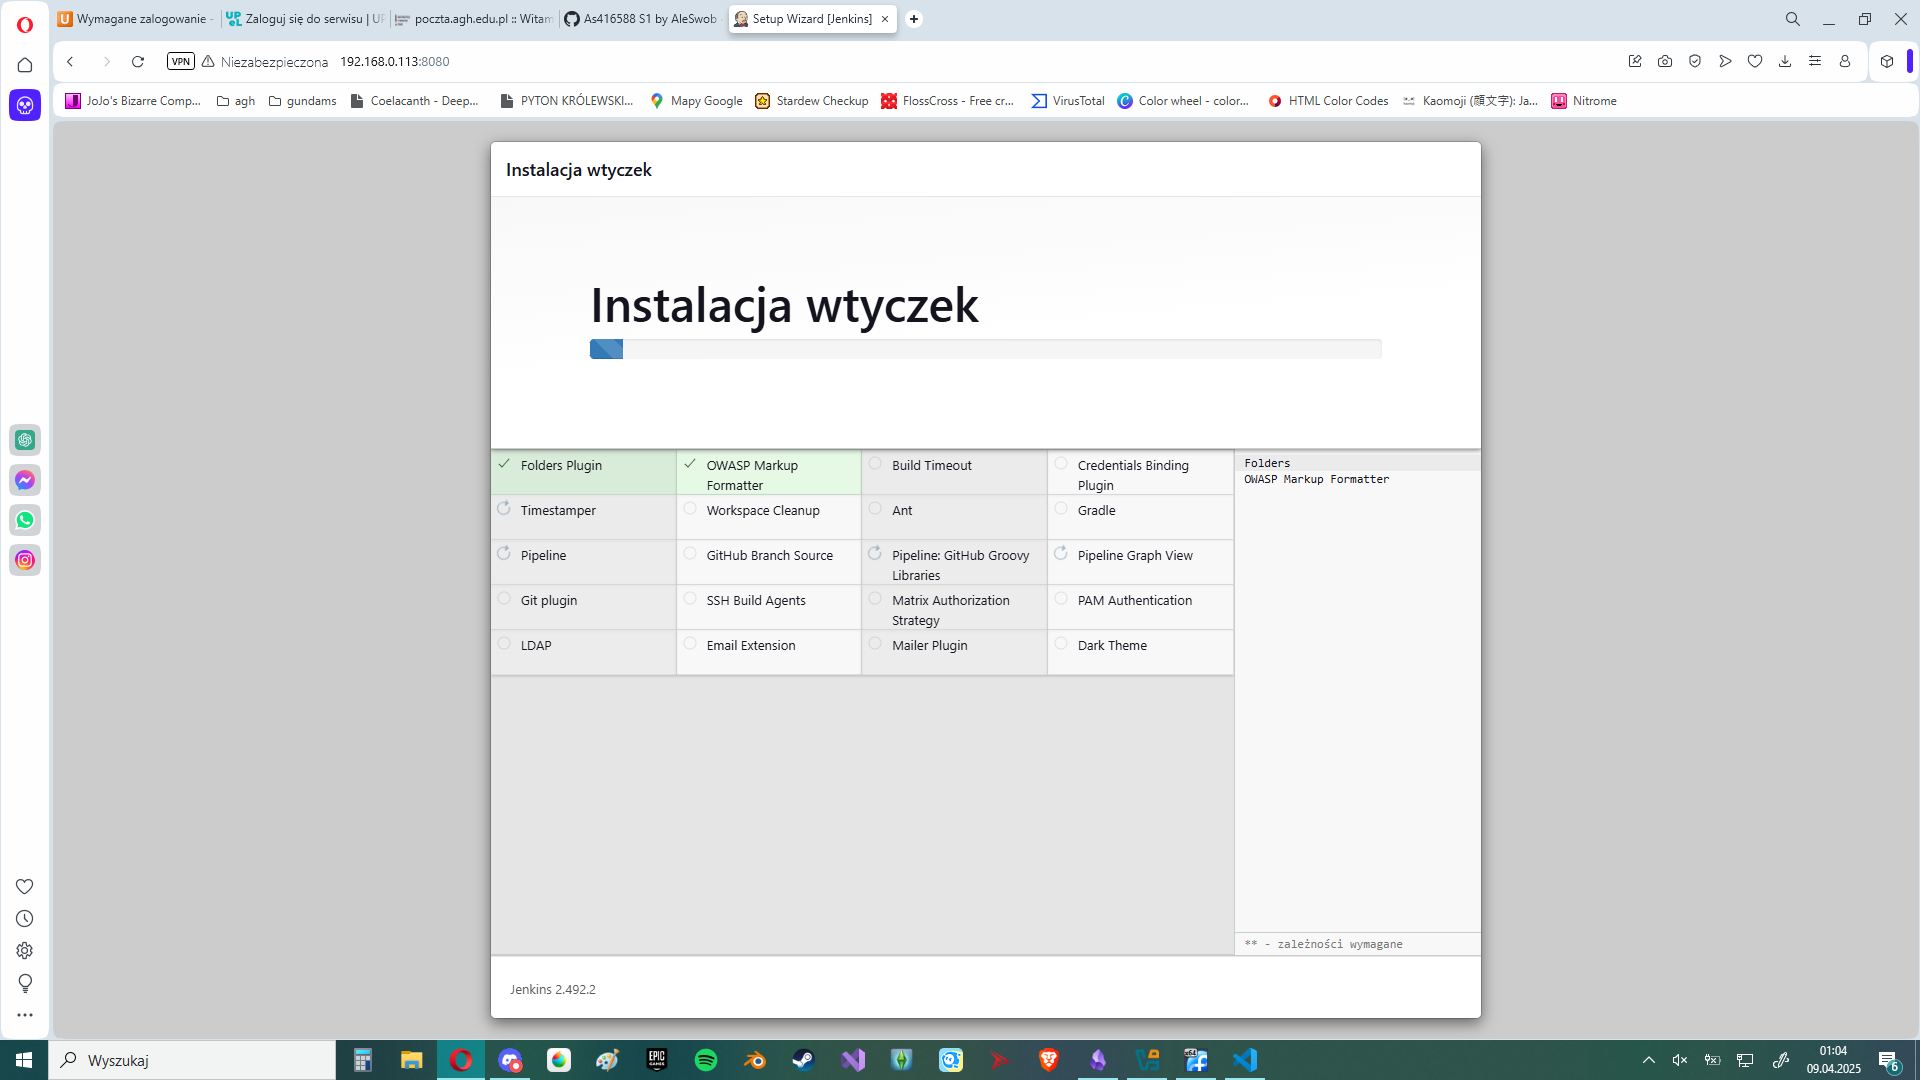 Wymagane zalogowanie -
Zaloguj się do serwisu | UP
poczta.agh.edu.pl :: Witam
As416588 S1 by AleSwob
Setup Wizard [Jenkins]
VPN
Niezabezpieczona
192.168.0.113:8080
JoJo's Bizarre Comp...
agh
gundams
Coelacanth - Deep...
PYTON KRÓLEWSKI...
Mapy Google
Stardew Checkup
FlossCross - Free cr...
VirusTotal
Color wheel - color...
HTML Color Codes
Kaomoji (顔文字): Ja...
Nitrome
Instalacja wtyczek
Instalacja wtyczek
Folders Plugin
OWASP Markup
Formatter
Build Timeout
Credentials Binding
Plugin
Timestamper
Workspace Cleanup
Ant
Gradle
Pipeline
GitHub Branch Source
Pipeline: GitHub Groovy
Libraries
Pipeline Graph View
Git plugin
SSH Build Agents
Matrix Authorization
Strategy
PAM Authentication
LDAP
Email Extension
Mailer Plugin
Dark Theme
Folders
OWASP Markup Formatter
** - zależności wymagane
Jenkins 2.492.2
Wyszukaj
EPIC
GAMES
01:04
09.04.2025
6